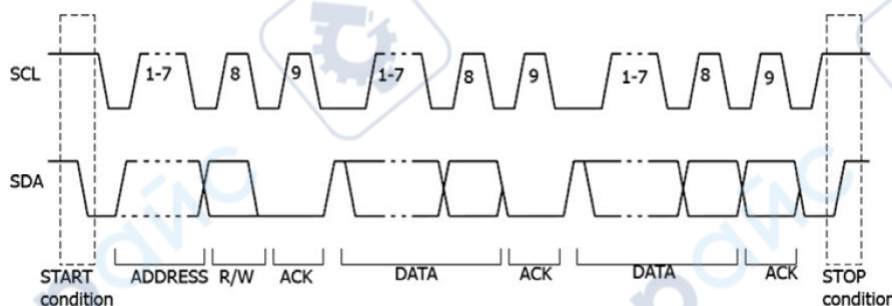 SCL 1-7 8 9 1-7 8 9 1-7 8 9
SDA
START ADDRESS R/W ACK DATA ACK DATA ACK STOP
condition condition
райс